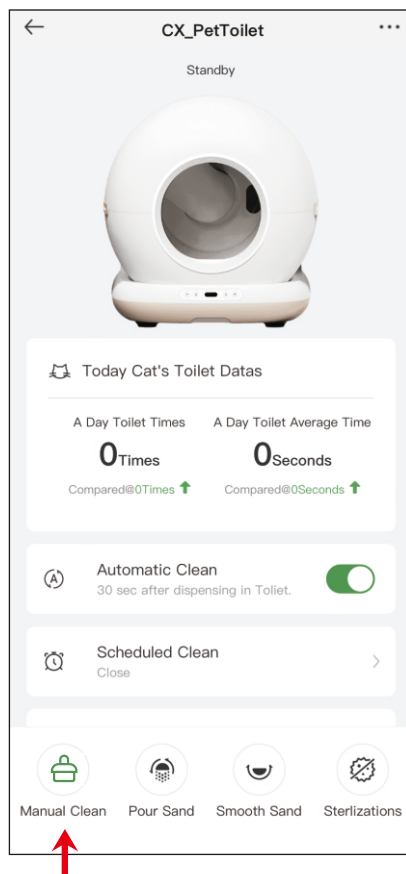 CX_PetToilet
Standby
Today Cat's Toilet Datas
A Day Toilet Times A Day Toilet Average Time
0Times 0Seconds
Compared@0Times Compared@0Seconds
Automatic Clean
30 sec after dispensing in Toliet.
Scheduled Clean
Close
Manual Clean Pour Sand Smooth Sand Sterlizations